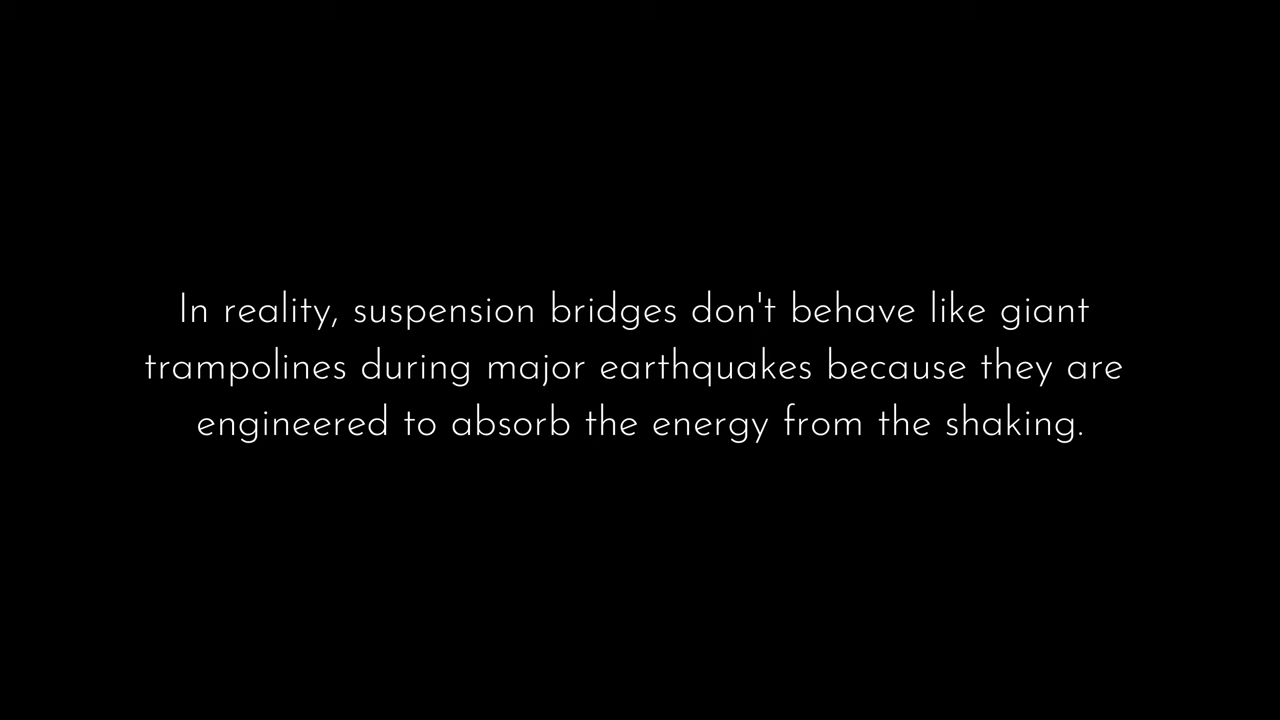 In reality, suspension bridges don't behave like giant
trampolines during major earthquakes because they are
engineered to absorb the energy from the shaking.